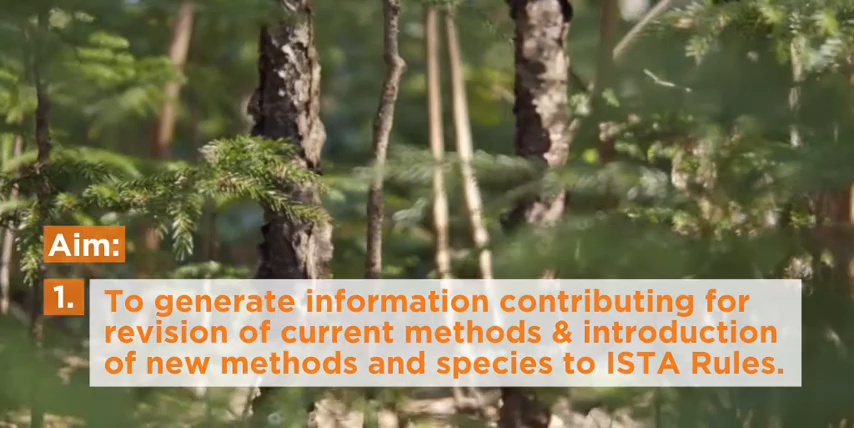 Aim:
1.
To generate information contributing for
revision of current methods & introduction
of new methods and species to ISTA Rules.